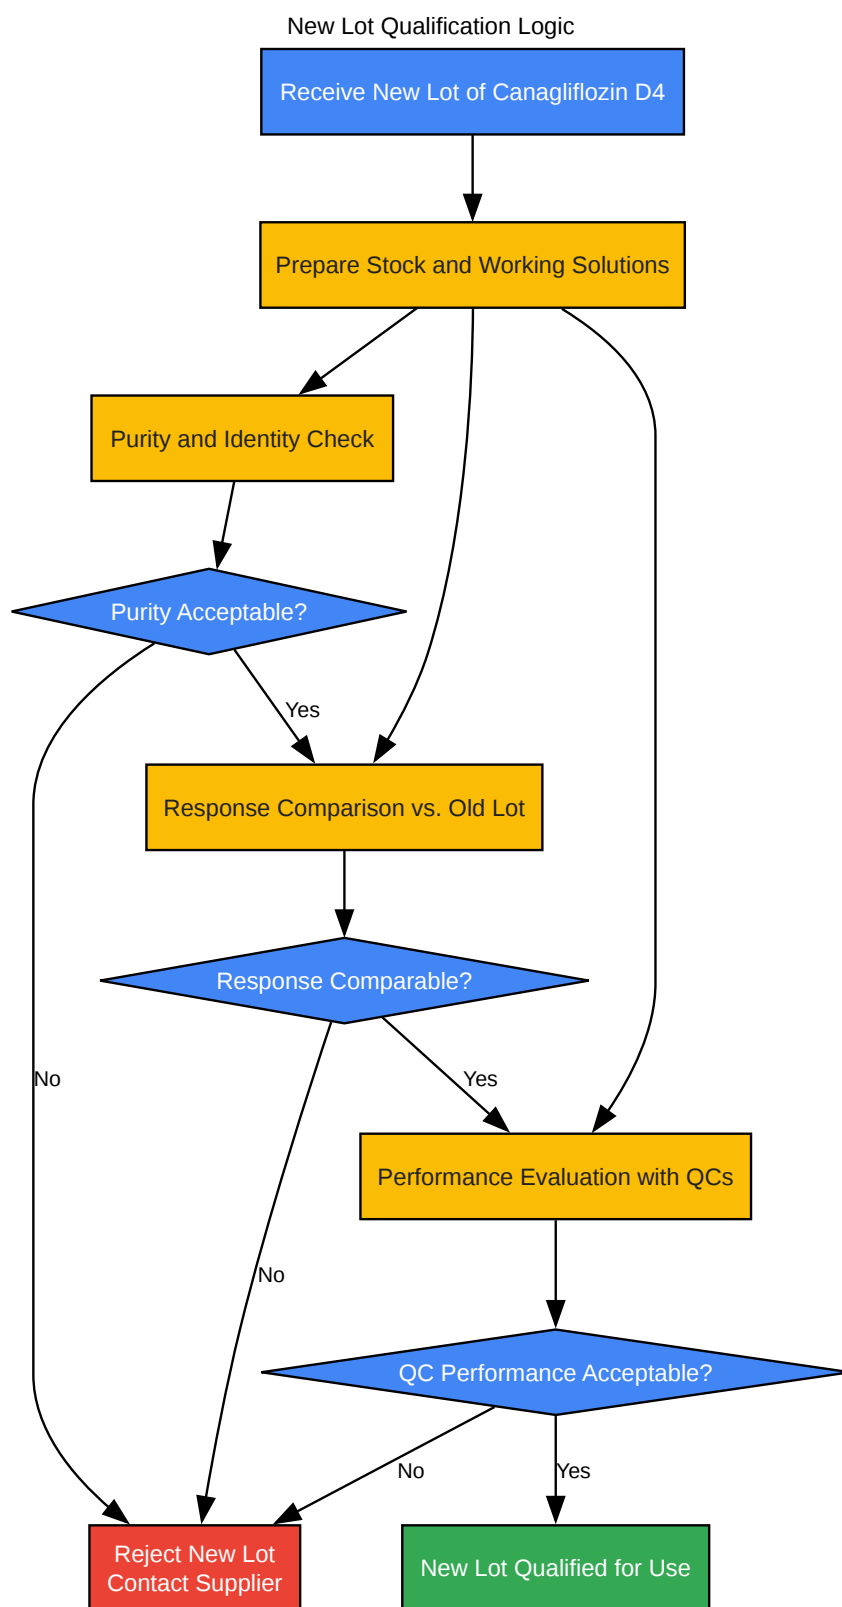 New Lot Qualification Logic
Receive New Lot of Canagliflozin D4
Prepare Stock and Working Solutions
Purity and Identity Check
Purity Acceptable?
Yes
Response Comparison vs. Old Lot
Response Comparable?
No
Yes
Performance Evaluation with QCs
No
QC Performance Acceptable?
No
Yes
Reject New Lot
Contact Supplier
New Lot Qualified for Use